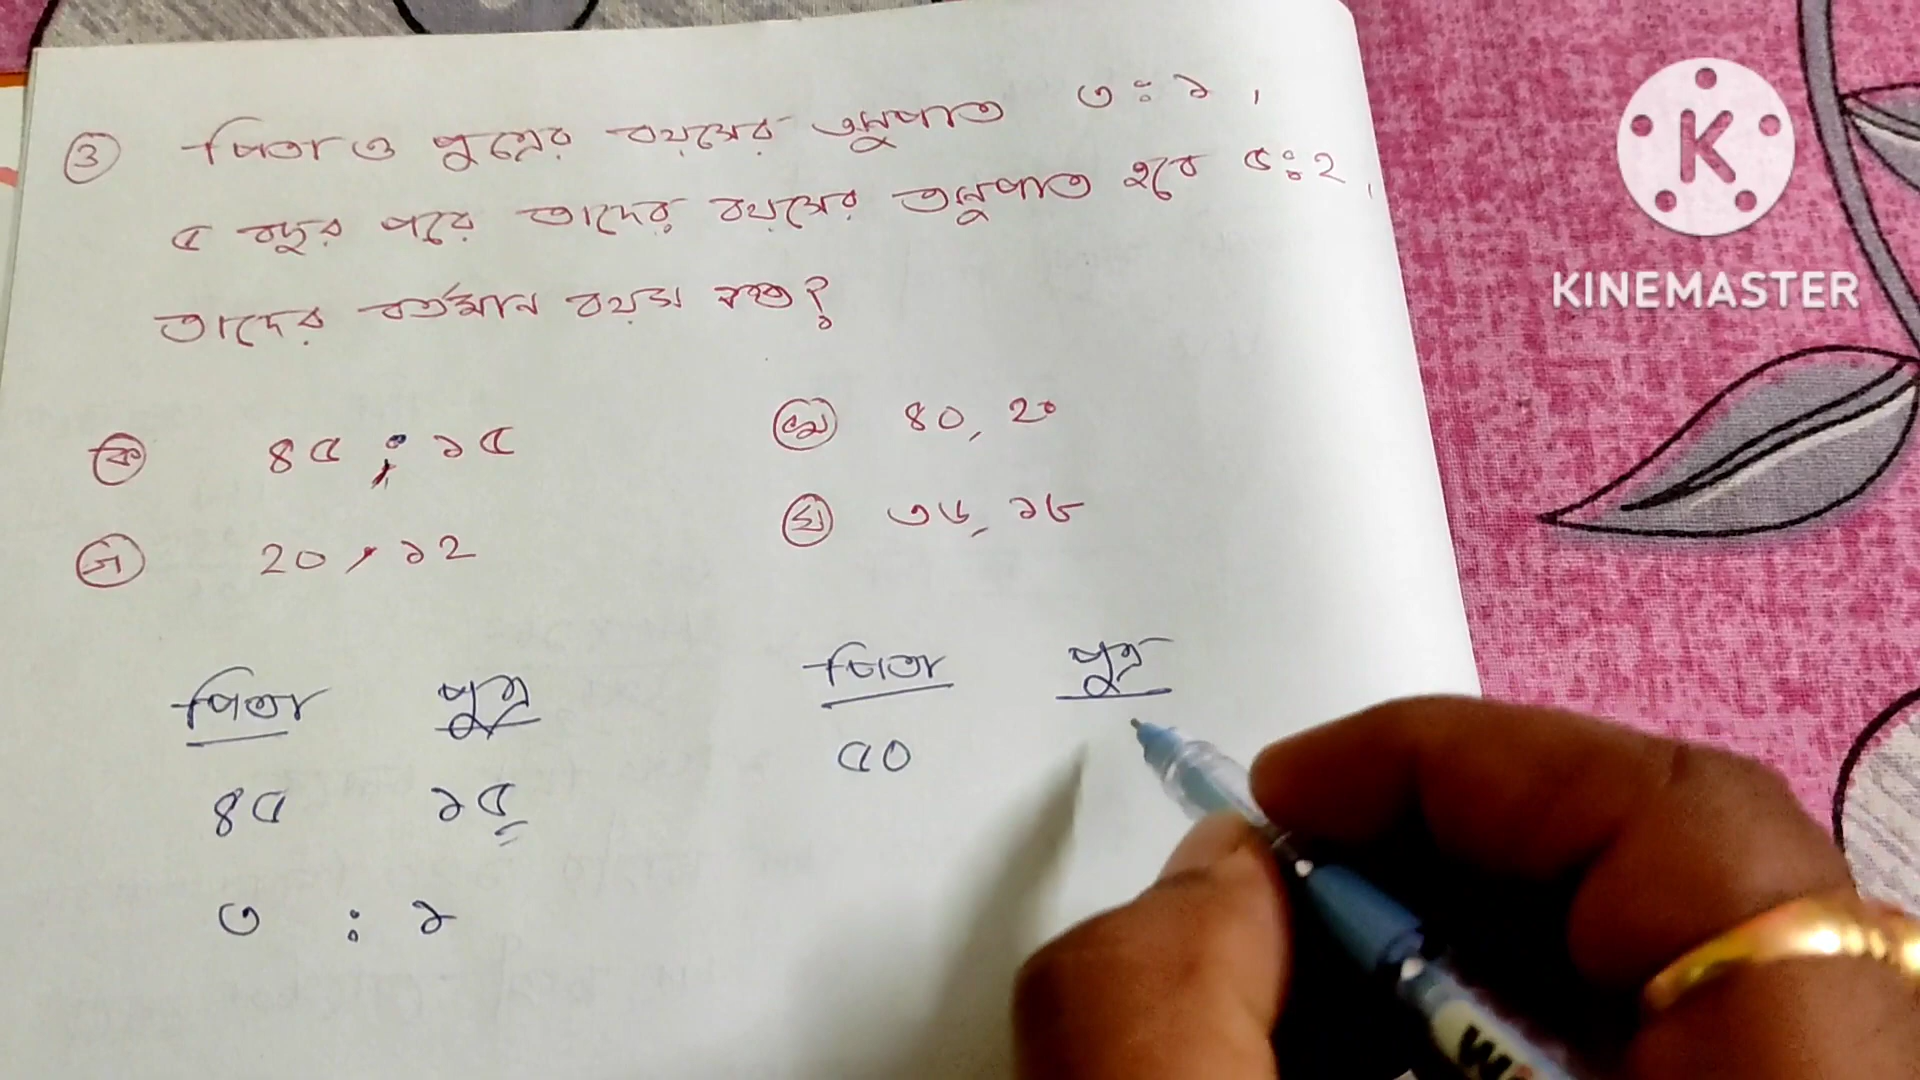 ৩ পিতা ও পুত্রের বয়সের অনুপাত ৩ : ১ ,
৫ বছর পরে তাদের বয়সের অনুপাত হবে ৫ : ২ ,
তাদের বর্তমান বয়স কত ?
ক ৪৫ ; ১৫ খ ৪০, ২০
গ ২০ , ১২ ঘ ৩৬, ১৮
পিতা পুত্র পিতা পুত্র
৪৫ ১৫ ৫০
৩ : ১
KINEMASTER